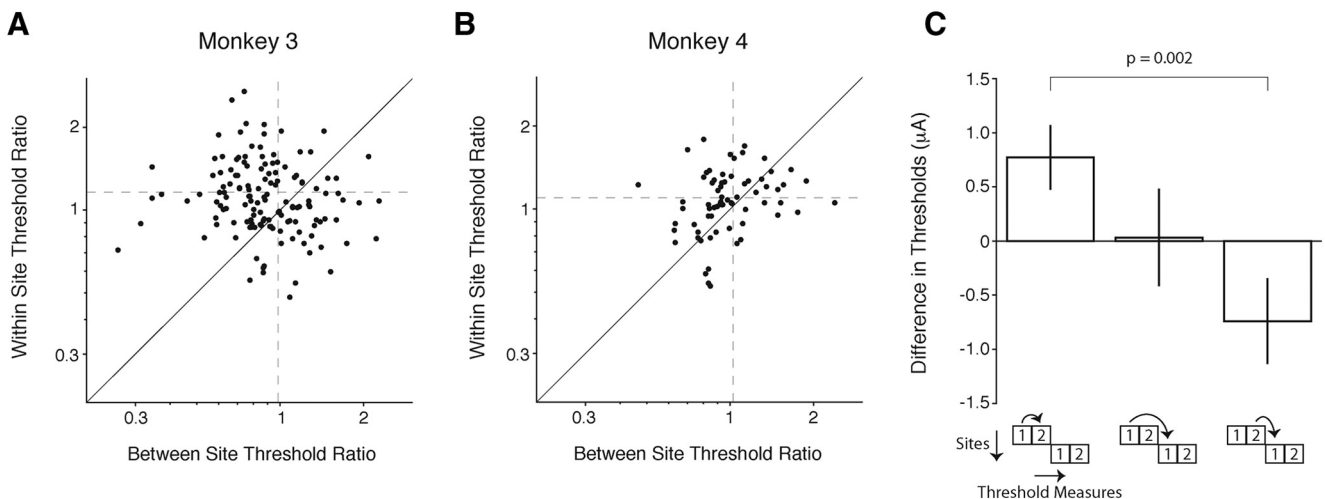 A
Monkey 3
Within Site Threshold Ratio
2
1
0.3
0.3
1
2
Between Site Threshold Ratio
B
Monkey 4
Within Site Threshold Ratio
2
1
0.3
0.3
1
2
Between Site Threshold Ratio
C
p = 0.002
Difference in Thresholds (μA)
1.5
1.0
0.5
0
-0.5
-1.0
-1.5
Sites
1 2
1 2
1 2
1 2
1 2
1 2
Threshold Measures